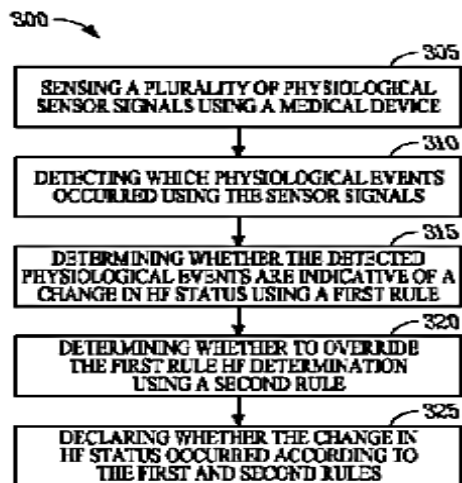 300
305
SENSING A PLURALITY OF PHYSIOLOGICAL
SENSOR SIGNALS USING A MEDICAL DEVICE
310
DETECTING WHICH PHYSIOLOGICAL EVENTS
OCCURRED USING THE SENSOR SIGNALS
315
DETERMINING WHETHER THE DETECTED
PHYSIOLOGICAL EVENTS ARE INDICATIVE OF A
CHANGE IN HF STATUS USING A FIRST RULE
320
DETERMINING WHETHER TO OVERRIDE
THE FIRST RULE HF DETERMINATION
USING A SECOND RULE
325
DECLARING WHETHER THE CHANGE IN
HF STATUS OCCURRED ACCORDING TO
THE FIRST AND SECOND RULES